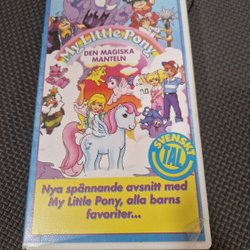 My Little Pony
DEN MAGISKA
MANTELN
SVENSKT
TAL
Nya spännande avsnitt med
My Little Pony, alla barns
favoriter...